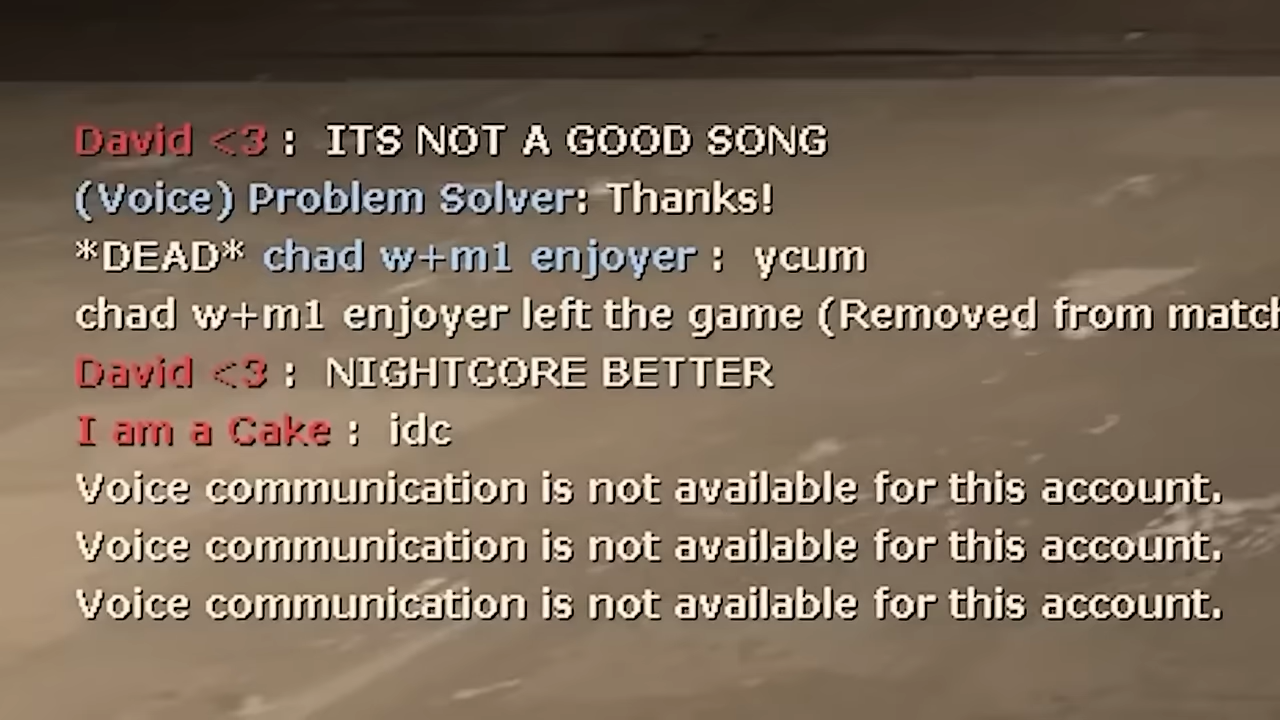 David <3 :  ITS NOT A GOOD SONG
(Voice) Problem Solver: Thanks!
*DEAD* chad w+m1 enjoyer :  ycum
chad w+m1 enjoyer left the game (Removed from match
David <3 :  NIGHTCORE BETTER
I am a Cake :  idc
Voice communication is not available for this account.
Voice communication is not available for this account.
Voice communication is not available for this account.